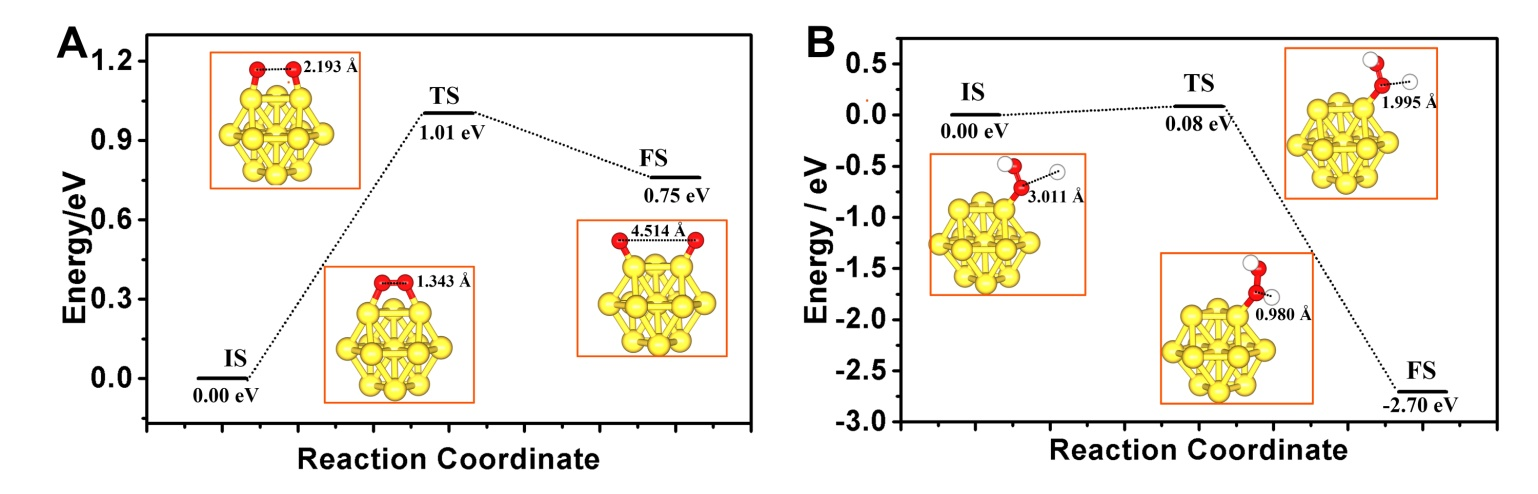 A
Energy/eV
1.2
0.9
0.6
0.3
0.0
2.193 Å
TS
1.01 eV
FS
0.75 eV
4.514 Å
1.343 Å
IS
0.00 eV
Reaction Coordinate
B
Energy / eV
0.5
0.0
-0.5
-1.0
-1.5
-2.0
-2.5
-3.0
IS
0.00 eV
TS
0.08 eV
1.995 Å
3.011 Å
0.980 Å
FS
-2.70 eV
Reaction Coordinate